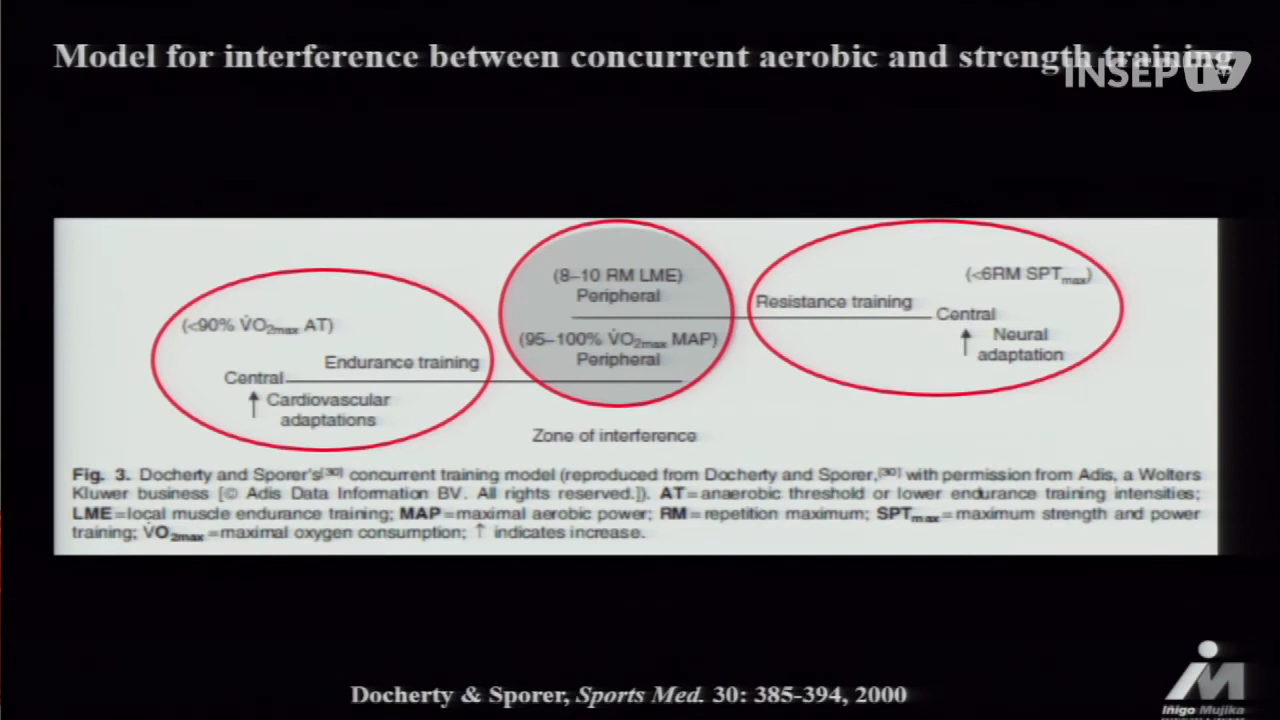 Model for interference between concurrent aerobic and strength training
INSEP TV
(8–10 RM LME)
Peripheral
(<6RM SPTmax)
Resistance training
Central
Neural
adaptation
(<90% V̇O2max AT)
(95–100% V̇O2max MAP)
Peripheral
Endurance training
Central
Cardiovascular
adaptations
Zone of interference
Fig. 3. Docherty and Sporer's[30] concurrent training model (reproduced from Docherty and Sporer,[30] with permission from Adis, a Wolters
Kluwer business [© Adis Data Information BV. All rights reserved.]). AT=anaerobic threshold or lower endurance training intensities;
LME=local muscle endurance training; MAP=maximal aerobic power; RM=repetition maximum; SPTmax=maximum strength and power
training; V̇O2max=maximal oxygen consumption; ↑ indicates increase.
Docherty & Sporer, Sports Med. 30: 385-394, 2000
Iñigo Mujika